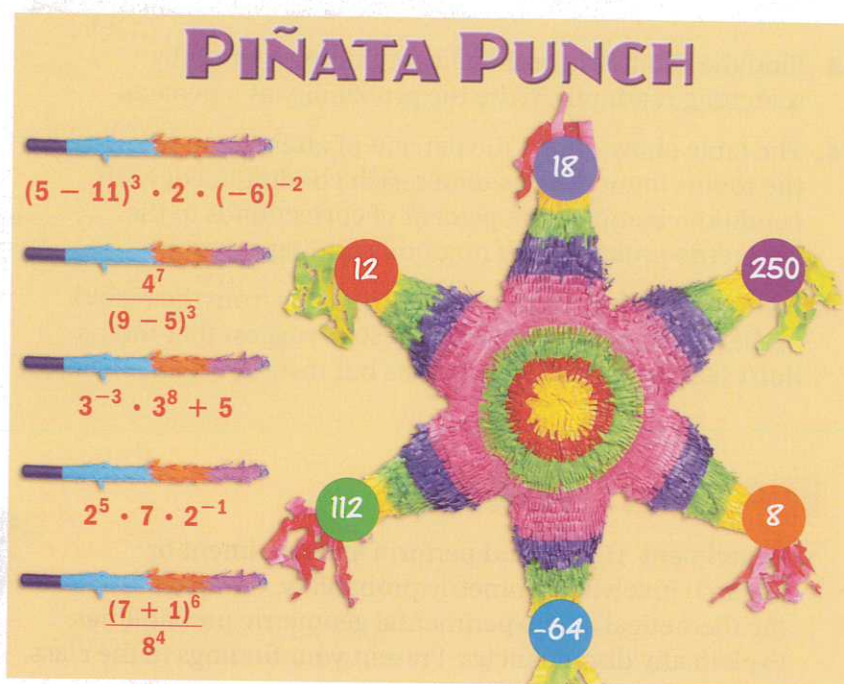 PIÑATA PUNCH
(5 − 11)³ • 2 • (−6)⁻²
4⁷
(9 − 5)³
3⁻³ • 3⁸ + 5
2⁵ • 7 • 2⁻¹
(7 + 1)⁶
8⁴
18
12
250
112
8
-64